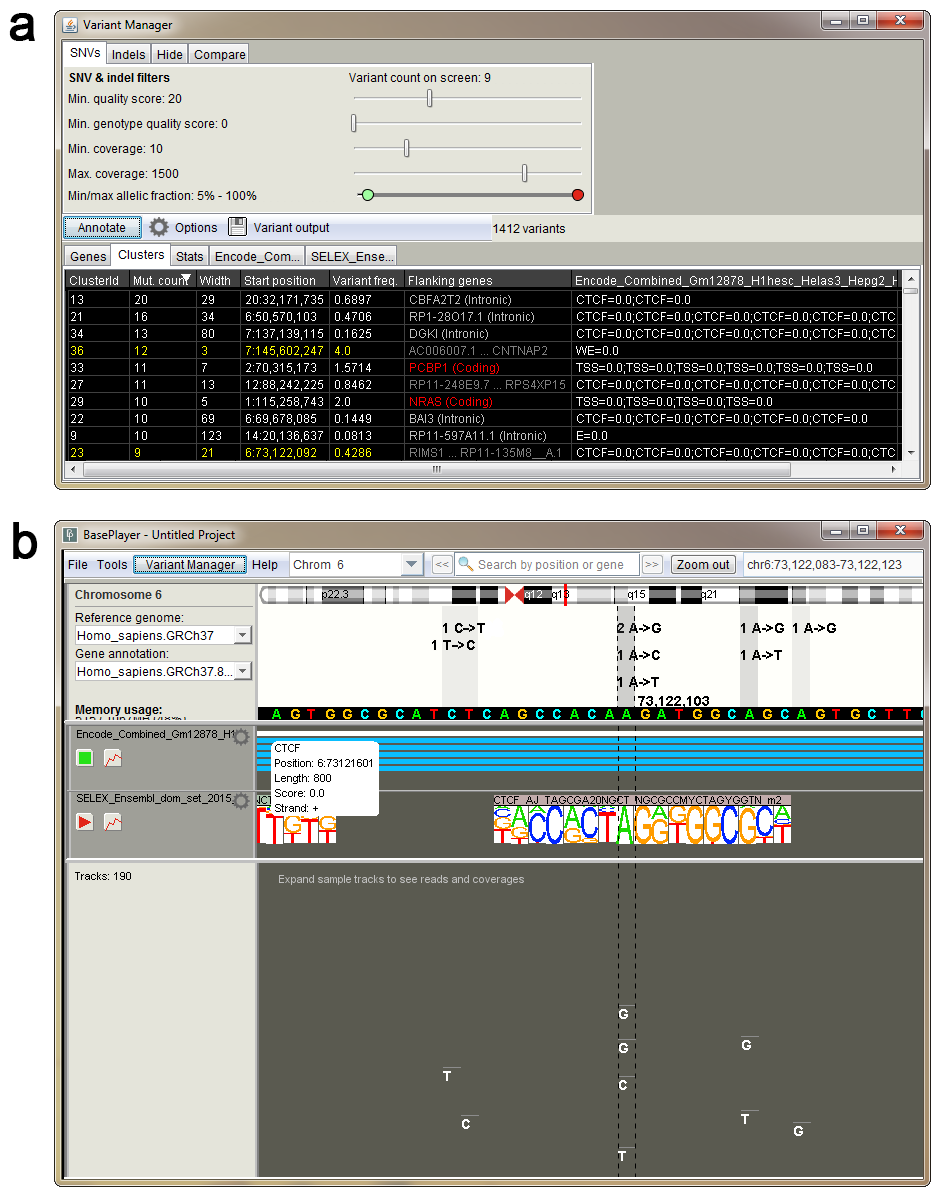 a
Variant Manager
SNVs Indels Hide Compare
SNV & indel filters Variant count on screen: 9
Min. quality score: 20
Min. genotype quality score: 0
Min. coverage: 10
Max. coverage: 1500
Min/max allelic fraction: 5% - 100%
Annotate Options Variant output 1412 variants
Genes Clusters Stats Encode_Com... SELEX_Ense...
ClusterId Mut. count Width Start position Variant freq. Flanking genes Encode_Combined_Gm12878_H1hesc_Helas3_Hepg2_H
13 20 29 20:32,171,735 0.6897 CBFA2T2 (Intronic) CTCF=0.0;CTCF=0.0
21 16 34 6:50,570,103 0.4706 RP1-28O17.1 (Intronic) CTCF=0.0;CTCF=0.0;CTCF=0.0;CTCF=0.0;CTCF=0.0;CTC
34 13 80 7:137,139,115 0.1625 DGKI (Intronic) CTCF=0.0;CTCF=0.0;CTCF=0.0;CTCF=0.0;CTCF=0.0;CTC
36 12 3 7:145,602,247 4.0 AC006007.1 ... CNTNAP2 WE=0.0
33 11 7 2:70,315,173 1.5714 PCBP1 (Coding) TSS=0.0;TSS=0.0;TSS=0.0;TSS=0.0;TSS=0.0;TSS=0.0
27 11 13 12:88,242,225 0.8462 RP11-248E9.7 ... RPS4XP15 CTCF=0.0;CTCF=0.0;CTCF=0.0;CTCF=0.0;CTCF=0.0;CTC
29 10 5 1:115,258,743 2.0 NRAS (Coding) TSS=0.0;TSS=0.0;TSS=0.0;TSS=0.0
22 10 69 6:69,678,085 0.1449 BAI3 (Intronic) CTCF=0.0;CTCF=0.0;CTCF=0.0;CTCF=0.0;CTCF=0.0
9 10 123 14:20,136,637 0.0813 RP11-597A11.1 (Intronic) E=0.0
23 9 21 6:73,122,092 0.4286 RIMS1 ... RP11-135M8__A.1 CTCF=0.0;CTCF=0.0;CTCF=0.0;CTCF=0.0;CTCF=0.0;CTC
b
BasePlayer - Untitled Project
File Tools Variant Manager Help Chrom 6 << Search by position or gene >> Zoom out chr6:73,122,083-73,122,123
Chromosome 6 p22.3 q12 q13 q15 q21
Reference genome:
Homo_sapiens.GRCh37
Gene annotation:
Homo_sapiens.GRCh37.8...
Memory usage:
1 C->T 2 A->G 1 A->G 1 A->G
1 T->C 1 A->C 1 A->T
1 A->T
73,122,103
A G T G G C G C A T C T C A G C C A C A A G A T G G C A G C A G T G C T T C
Encode_Combined_Gm12878_H1
CTCF
Position: 6:73121601
Length: 800
Score: 0.0
Strand: +
SELEX_Ensembl_dom_set_2015... CTCF_AJ_TAGCGA20NGCT_NGCGCCMYCTAGYGGTN_m2
Tracks: 190 Expand sample tracks to see reads and coverages
G
G G
T C
C T G
T